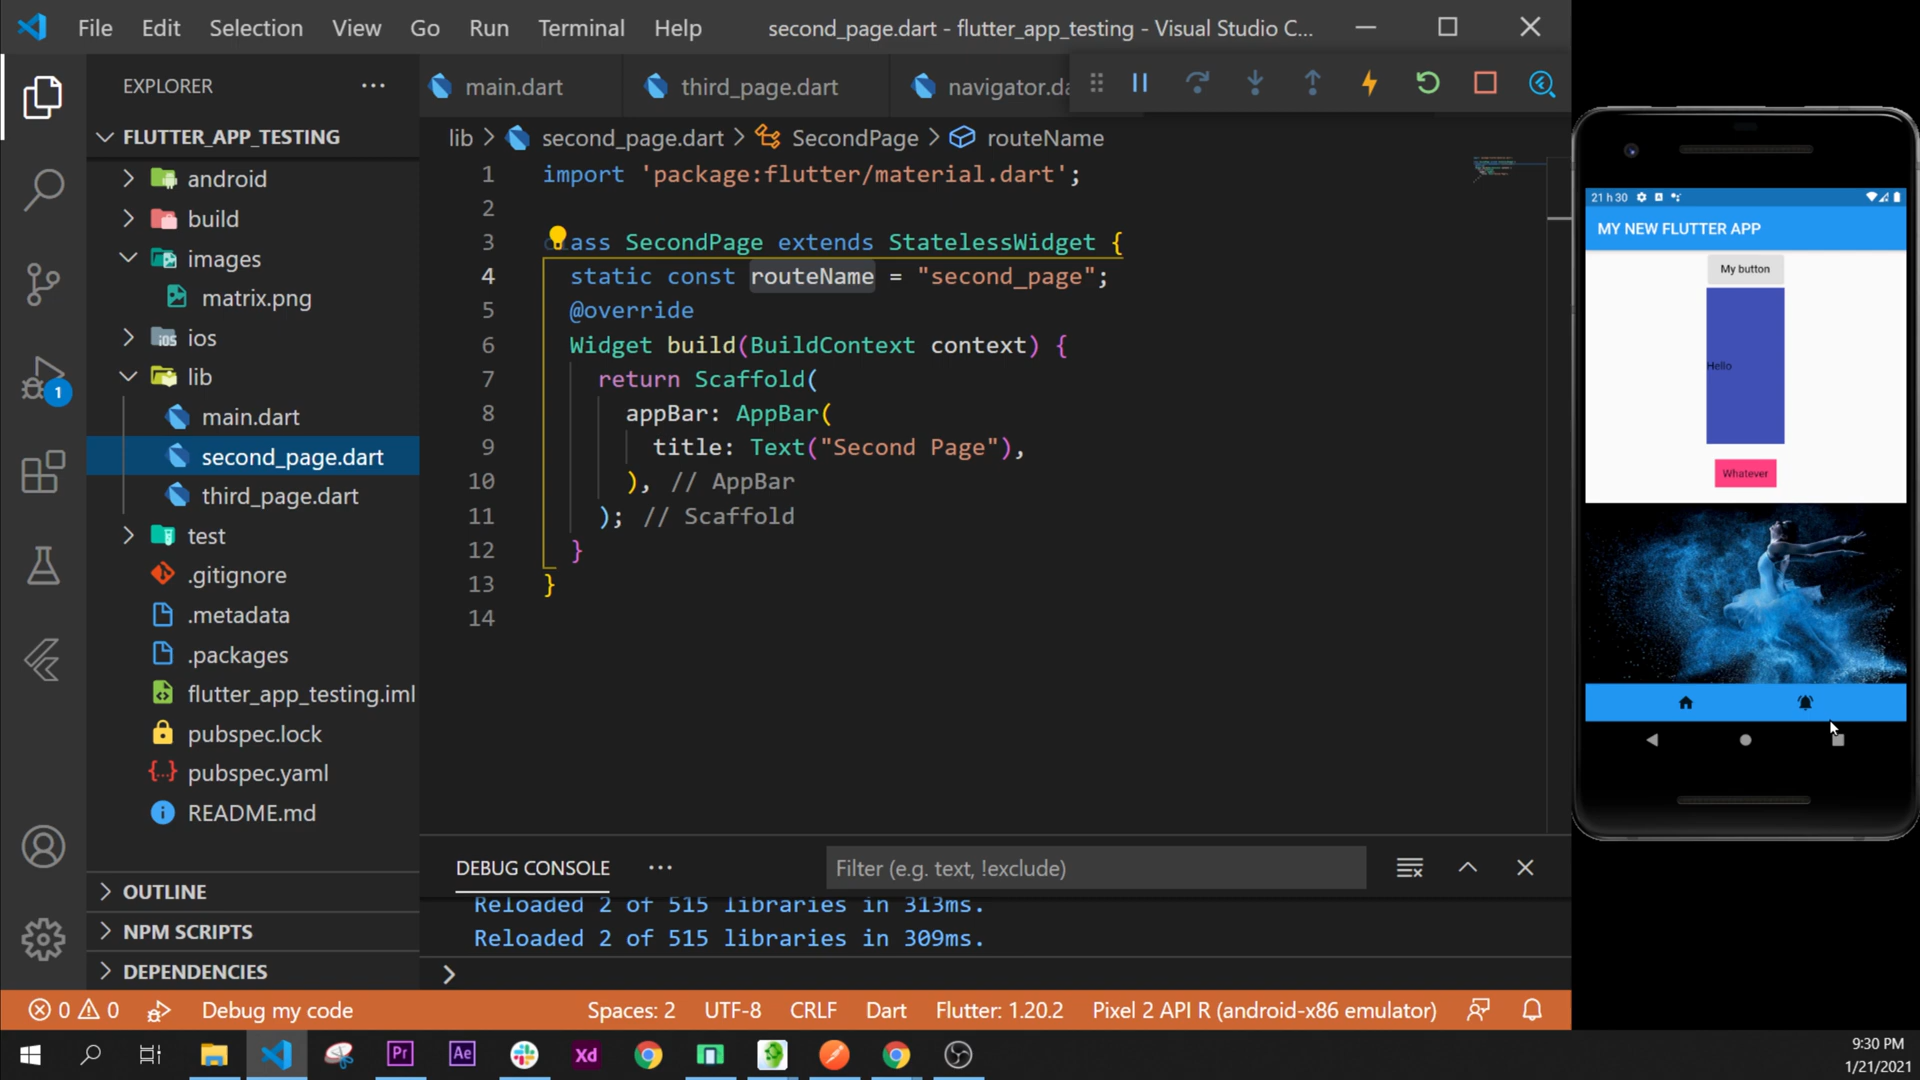 File Edit Selection View Go Run Terminal Help second_page.dart - flutter_app_testing - Visual Studio C...
EXPLORER
main.dart third_page.dart navigator.da
FLUTTER_APP_TESTING
android
build
images
matrix.png
ios
lib
main.dart
second_page.dart
third_page.dart
test
.gitignore
.metadata
.packages
flutter_app_testing.iml
pubspec.lock
pubspec.yaml
README.md
OUTLINE
NPM SCRIPTS
DEPENDENCIES
1
lib > second_page.dart > SecondPage > routeName
1 import 'package:flutter/material.dart';
2
3 class SecondPage extends StatelessWidget {
4 static const routeName = "second_page";
5 @override
6 Widget build(BuildContext context) {
7 return Scaffold(
8 appBar: AppBar(
9 title: Text("Second Page"),
10 ), // AppBar
11 ); // Scaffold
12 }
13 }
14
DEBUG CONSOLE Filter (e.g. text, !exclude)
Reloaded 2 of 515 libraries in 313ms.
Reloaded 2 of 515 libraries in 309ms.
>
0 0 Debug my code Spaces: 2 UTF-8 CRLF Dart Flutter: 1.20.2 Pixel 2 API R (android-x86 emulator)
21 h 30
MY NEW FLUTTER APP
My button
Hello
Whatever
Pr Ae Xd
9:30 PM
1/21/2021